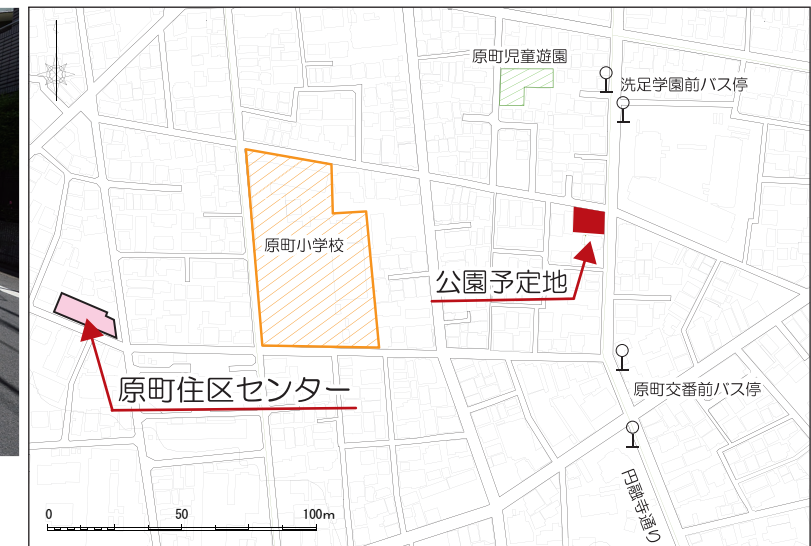 原町児童遊園
洗足学園前バス停
原町小学校
公園予定地
原町住区センター
原町交番前バス停
円融寺通り
0 50 100m